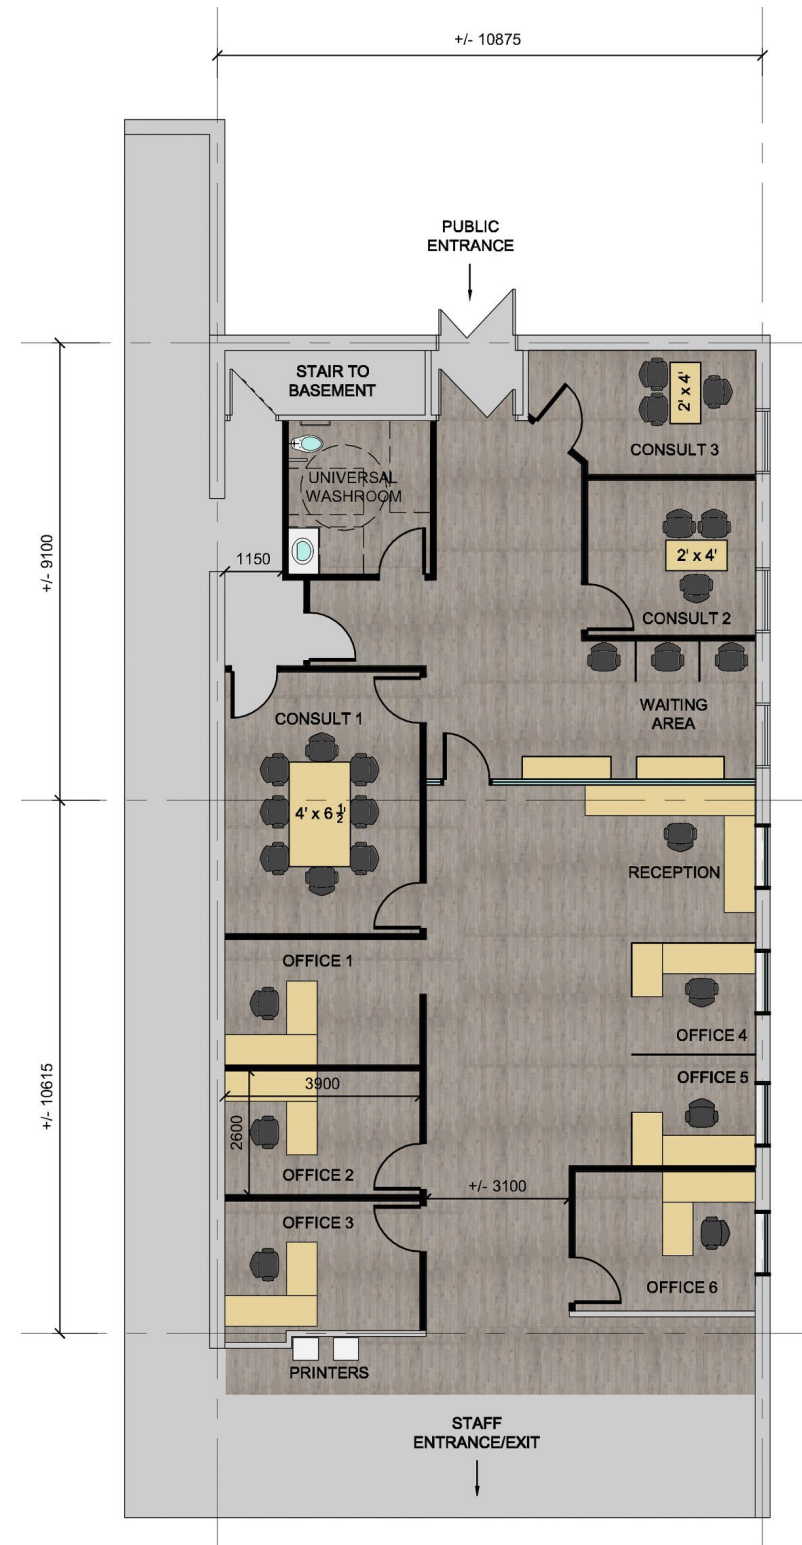 +/- 10875
PUBLIC
ENTRANCE
STAIR TO
BASEMENT
2' x 4'
CONSULT 3
UNIVERSAL
WASHROOM
+/- 9100
1150
2' x 4'
CONSULT 2
WAITING
AREA
CONSULT 1
4' x 6 1/2'
RECEPTION
OFFICE 1
OFFICE 4
OFFICE 5
3900
2600
+/- 10615
OFFICE 2
+/- 3100
OFFICE 3
OFFICE 6
PRINTERS
STAFF
ENTRANCE/EXIT